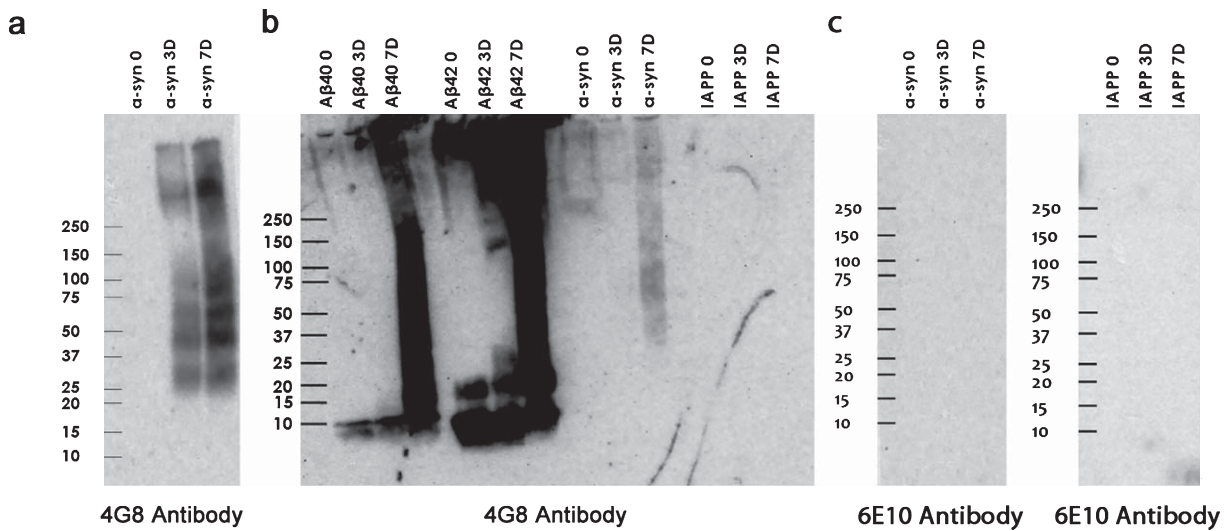 a
α-syn 0
α-syn 3D
α-syn 7D
250
150
100
75
50
37
25
20
15
10
4G8 Antibody
b
Aβ40 0
Aβ40 3D
Aβ40 7D
Aβ42 0
Aβ42 3D
Aβ42 7D
α-syn 0
α-syn 3D
α-syn 7D
IAPP 0
IAPP 3D
IAPP 7D
250
150
100
75
50
37
25
20
15
10
4G8 Antibody
c
α-syn 0
α-syn 3D
α-syn 7D
250
150
100
75
50
37
25
20
15
10
6E10 Antibody
IAPP 0
IAPP 3D
IAPP 7D
250
150
100
75
50
37
25
20
15
10
6E10 Antibody